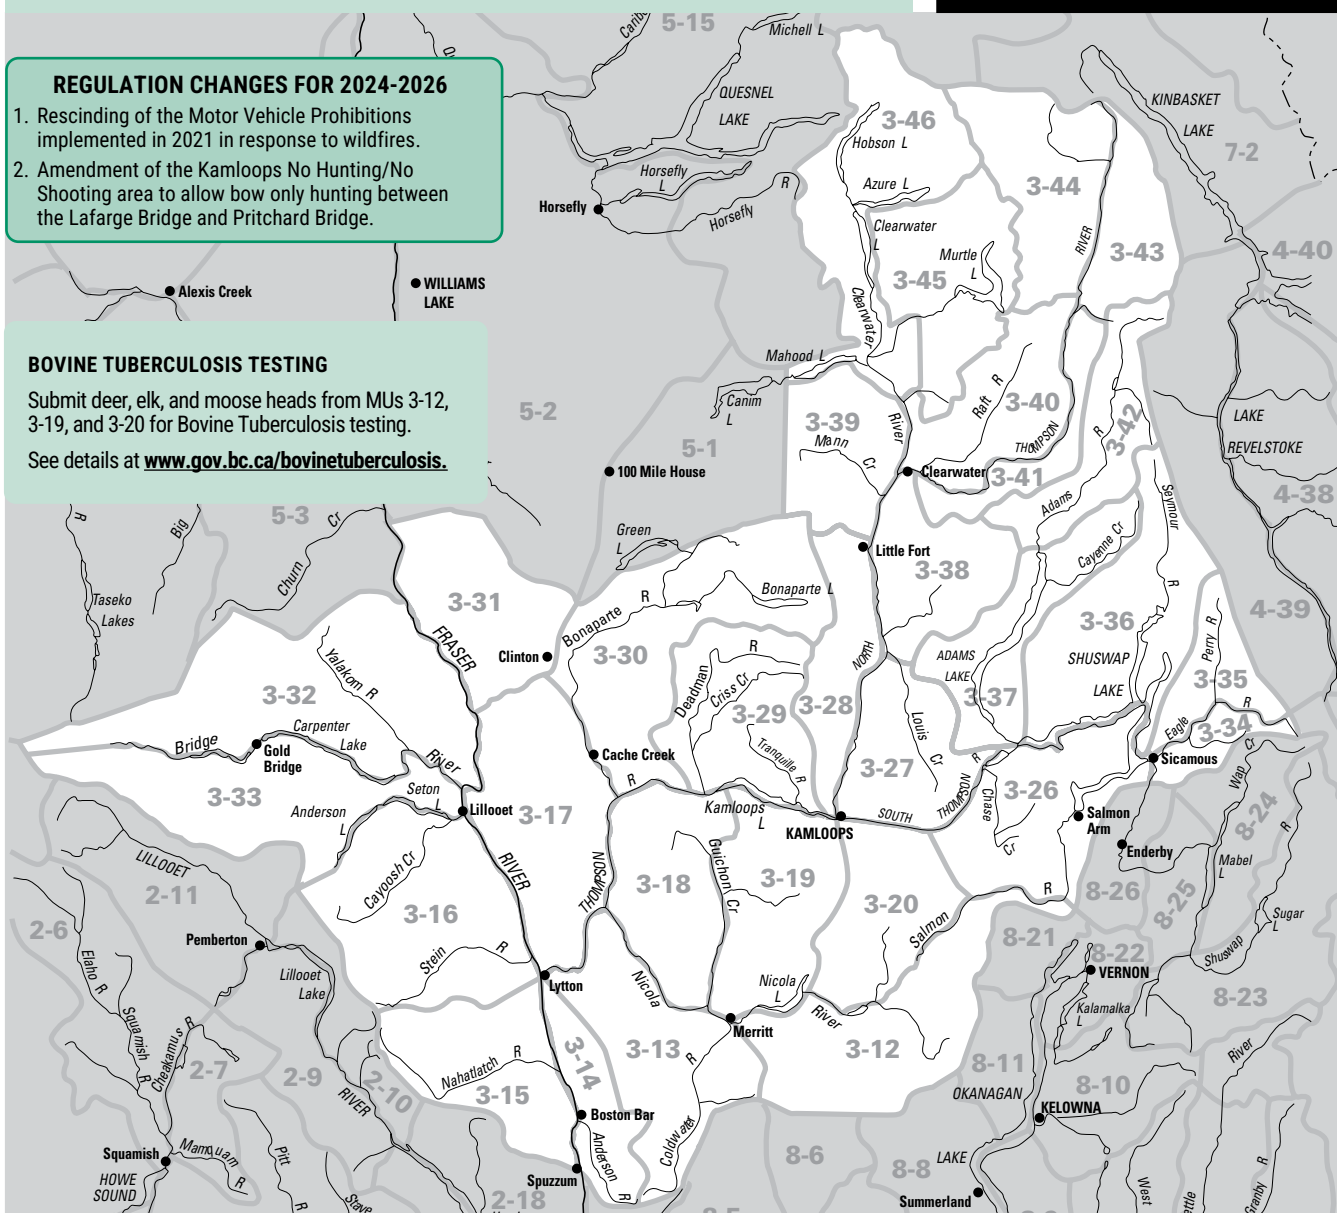 REGULATION CHANGES FOR 2024-2026
1. Rescinding of the Motor Vehicle Prohibitions
implemented in 2021 in response to wildfires.
2. Amendment of the Kamloops No Hunting/No
Shooting area to allow bow only hunting between
the Lafarge Bridge and Pritchard Bridge.
BOVINE TUBERCULOSIS TESTING
Submit deer, elk, and moose heads from MUs 3-12,
3-19, and 3-20 for Bovine Tuberculosis testing.
See details at www.gov.bc.ca/bovinetuberculosis.
5-15
Michell L
QUESNEL
LAKE
Horsefly
L
Horsefly
Horsefly
R
Alexis Creek
WILLIAMS
LAKE
3-46
Hobson L
Azure L
Clearwater
L
Murtle
L
3-45
Clearwater
3-44
RIVER
3-43
KINBASKET
LAKE
7-2
4-40
Mahood L
Canim
L
5-2
5-1
100 Mile House
3-39
Mann
Cr
River
Raft R
3-40
THOMPSON
Clearwater
3-41
3-42
R
Adams
LAKE
REVELSTOKE
4-38
Seymour
R
5-3
R
Big
Churn
Cr
Green
L
Little Fort
3-38
Cayenne Cr
Taseko
Lakes
3-31
FRASER
Clinton
Bonaparte
R
Bonaparte L
3-30
3-36
4-39
ADAMS
LAKE
3-37
SHUSWAP
LAKE
Perry R
3-35
Eagle
R
3-34
Yalakom R
3-32
Carpenter
Lake
Bridge
River
Gold
Bridge
3-33
Deadman
R
Criss Cr
3-29
Tranquille R
3-28
NORTH
3-27
Louis
Cr
Cache Creek
R
Kamloops
L
KAMLOOPS
SOUTH
THOMPSON
R
Chase
Cr
3-26
Sicamous
Salmon
Arm
Enderby
Wap
Cr
8-24
R
Mabel
L
Seton
L
Anderson
L
Lillooet
3-17
RIVER
THOMPSON
LILLOOET
2-11
2-6
Cayoosh Cr
3-16
Stein
R
Guichon
Cr
3-18
3-19
3-20
Salmon
R
8-26
8-25
8-21
8-22
VERNON
Sugar
L
Shuswap
8-23
Kalamalka
L
Pemberton
Lillooet
Lake
Lytton
Nicola
Nicola
L
Merritt
River
3-12
3-13
3-14
Elaho R
Squamish
R
Cheakamus R
2-7
2-9
2-10
RIVER
Nahatlatch
R
3-15
Boston Bar
Anderson
R
Coldwater
R
8-11
OKANAGAN
LAKE
KELOWNA
8-10
River
8-6
8-8
Summerland
Squamish
HOWE
SOUND
Mamquam
R
Pitt
R
Stave
2-18
Spuzzum
West
Granby R